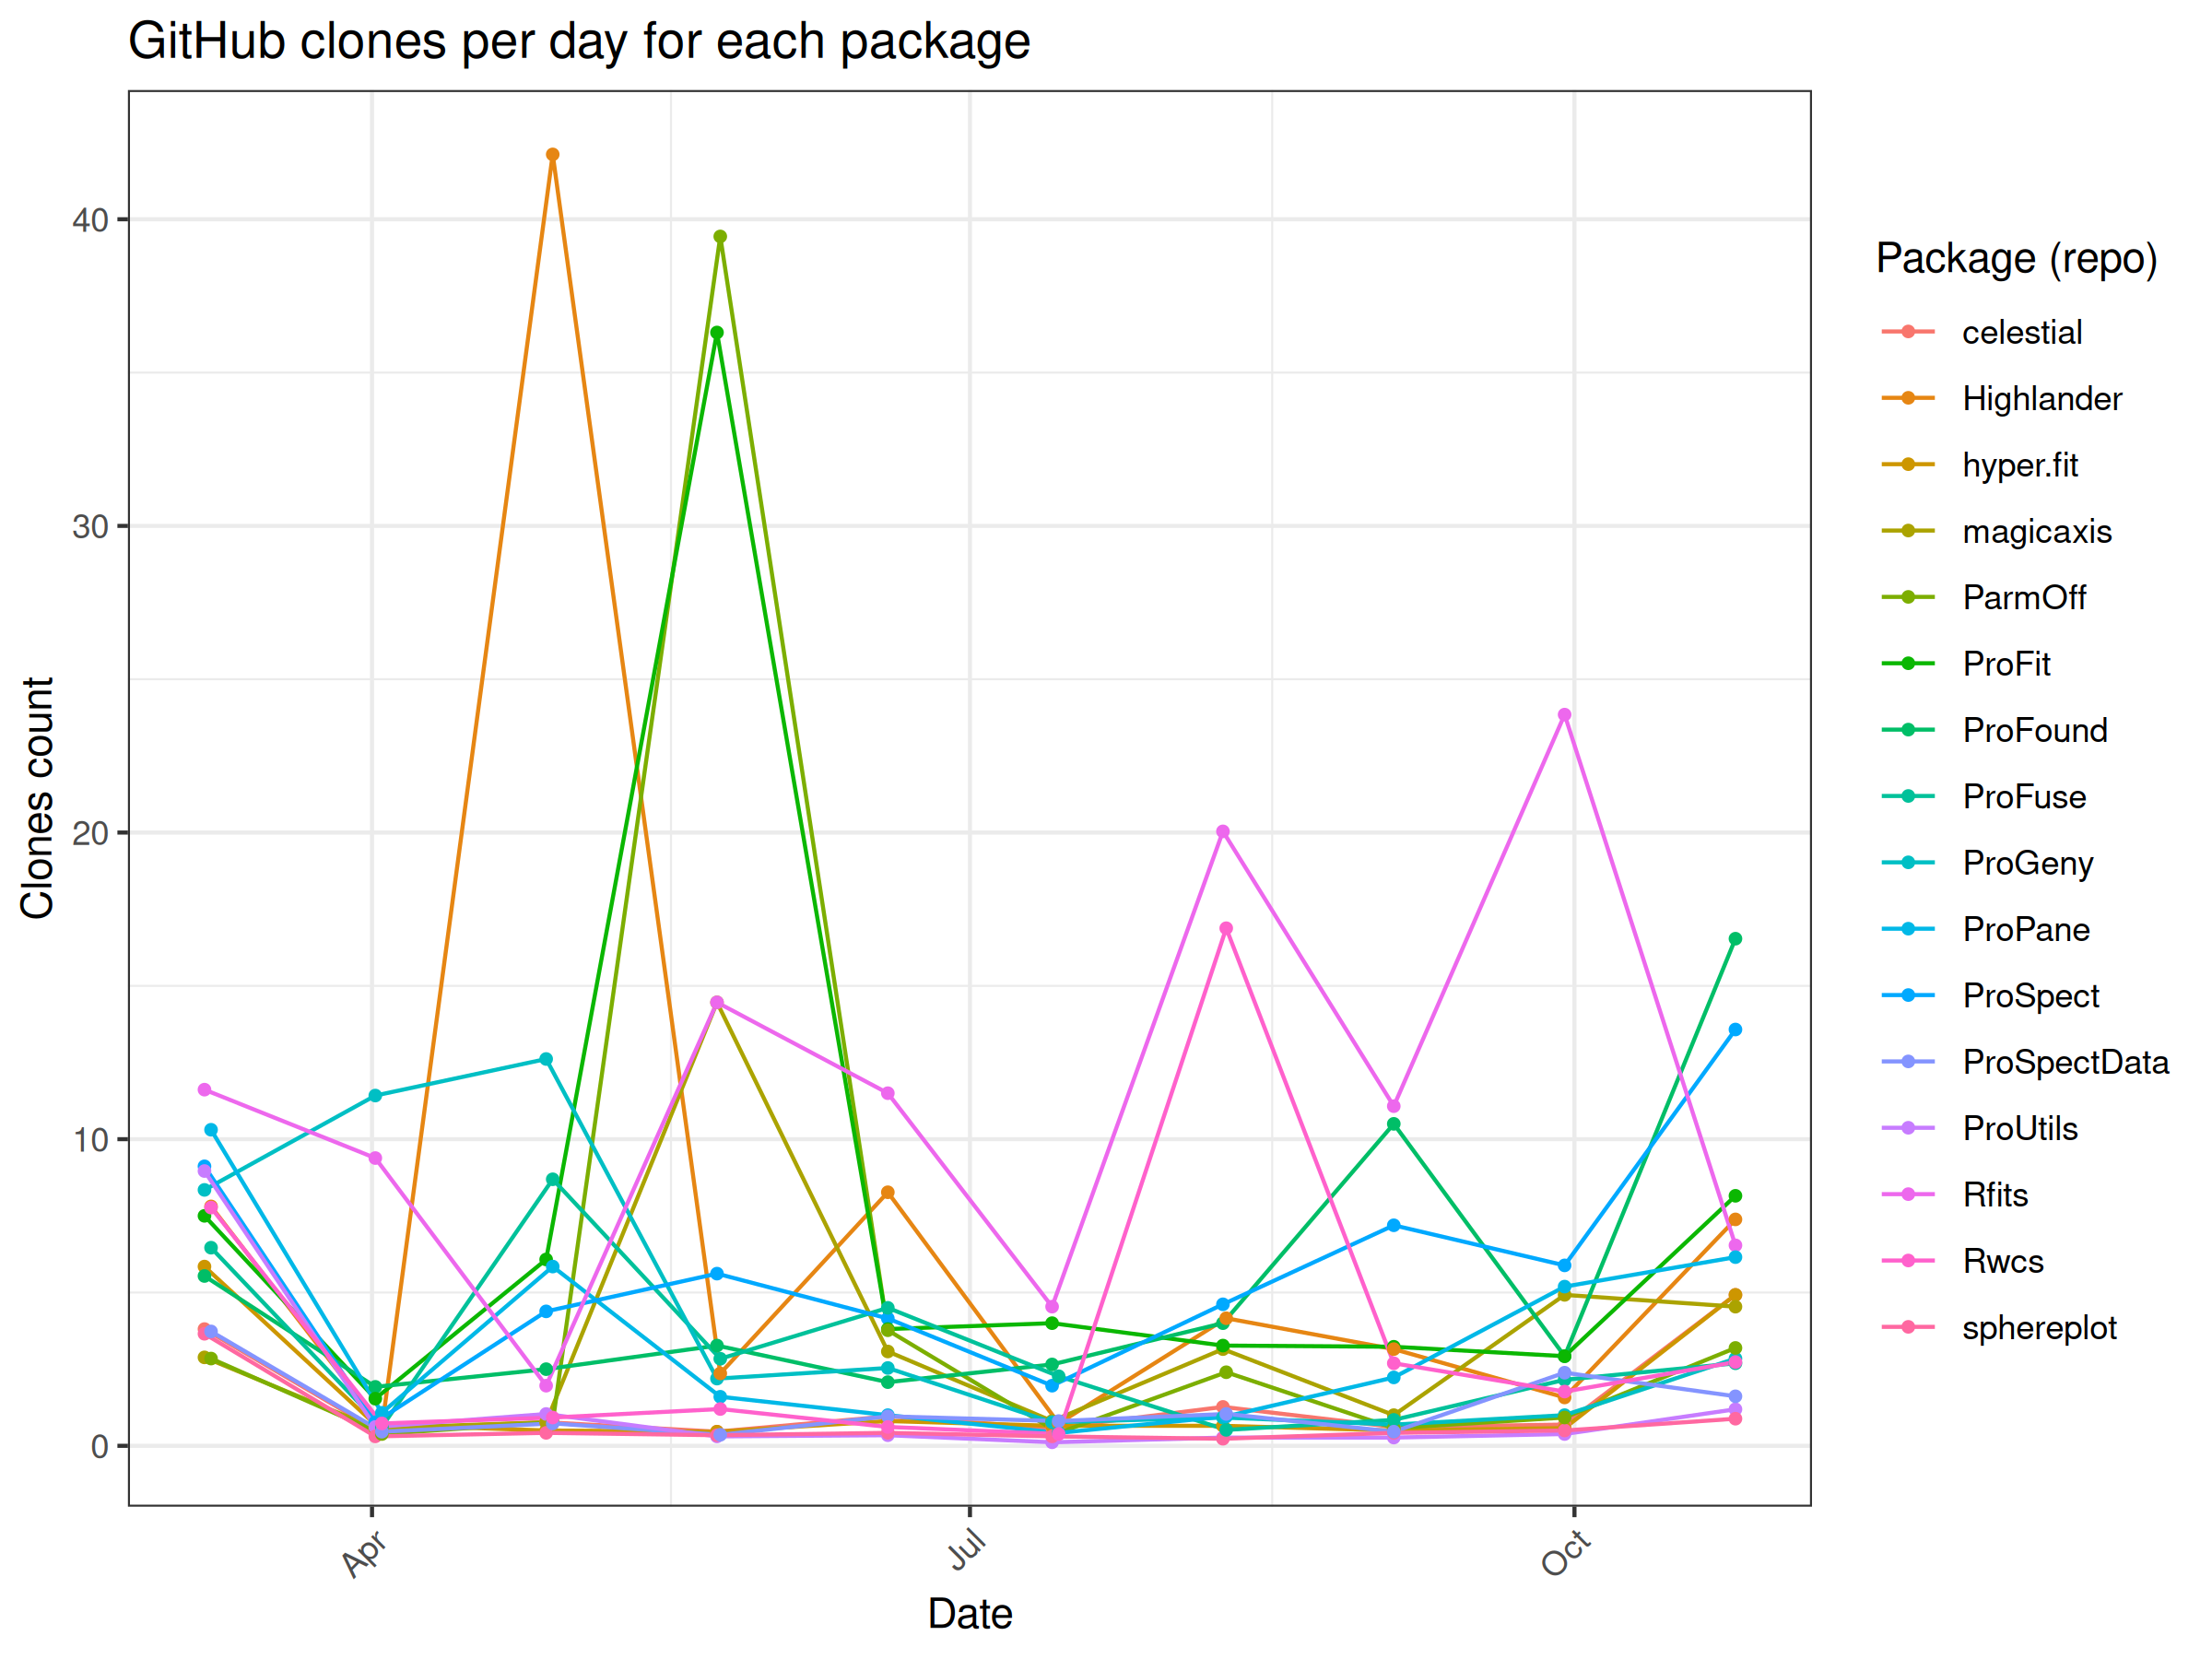 GitHub clones per day for each package
Clones count
40
30
20
10
0
Apr
Jul
Oct
Date
Package (repo)
celestial
Highlander
hyper.fit
magicaxis
ParmOff
ProFit
ProFound
ProFuse
ProGeny
ProPane
ProSpect
ProSpectData
ProUtils
Rfits
Rwcs
sphereplot